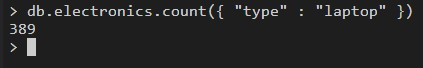 > db.electronics.count({ "type" : "laptop" })
389
>